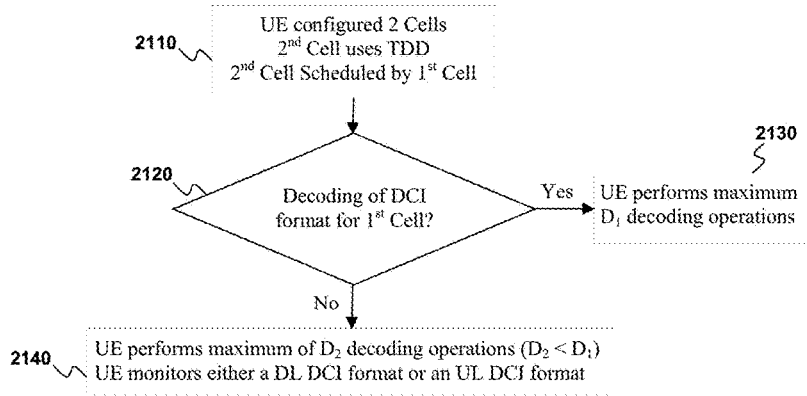 2110
UE configured 2 Cells
2nd Cell uses TDD
2nd Cell Scheduled by 1st Cell
2120
Decoding of DCI
format for 1st Cell?
Yes
2130
UE performs maximum
D1 decoding operations
No
2140
UE performs maximum of D2 decoding operations (D2 < D1)
UE monitors either a DL DCI format or an UL DCI format